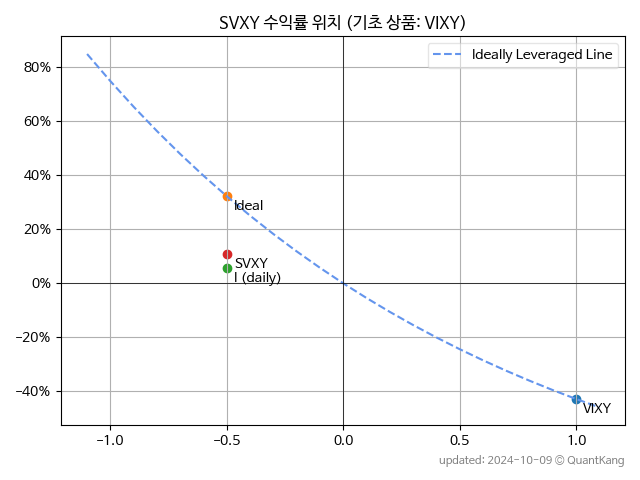 SVXY 수익률 위치 (기초 상품: VIXY)
Ideally Leveraged Line
80%
60%
40%
20%
0%
−20%
−40%
Ideal
SVXY
I (daily)
VIXY
−1.0
−0.5
0.0
0.5
1.0
updated: 2024-10-09 © QuantKang